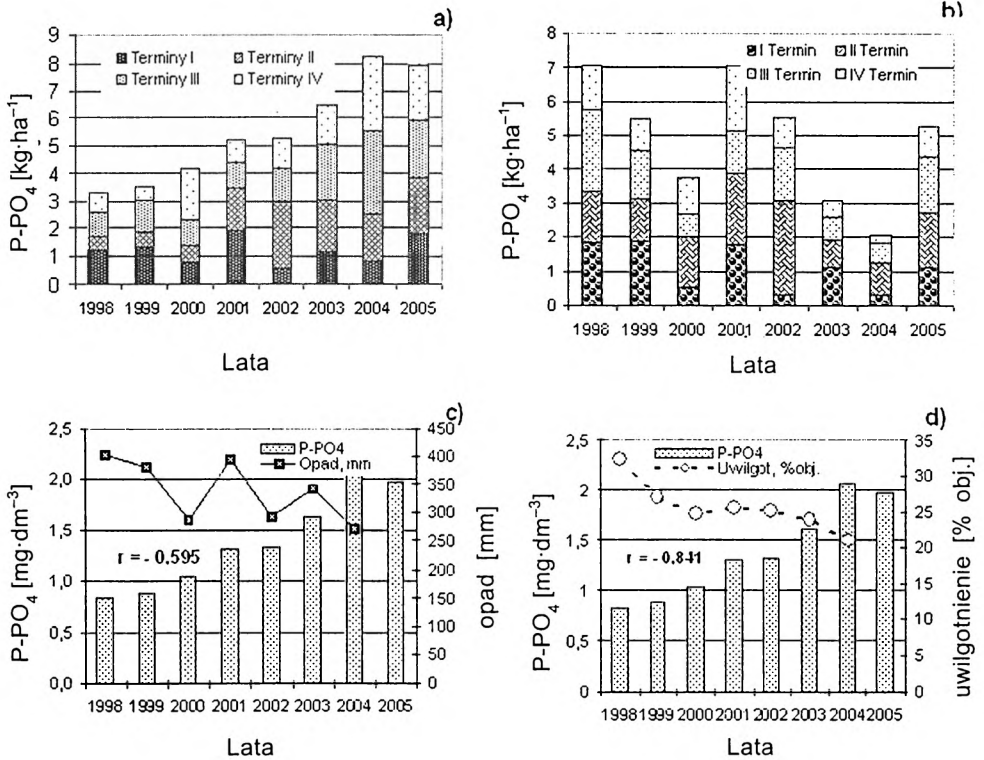 a)
9
8
7
6
5
4
3
2
1
0
P-PO4 [kg·ha–1]
Terminy I Terminy II
Terminy III Terminy IV
1998 1999 2000 2001 2002 2003 2004 2005
Lata
b)
8
7
6
5
4
3
2
1
0
P-PO4 [kg·ha–1]
I Termin II Termin
III Termin IV Termin
1998 1999 2000 2001 2002 2003 2004 2005
Lata
c)
2,5
2,0
1,5
1,0
0,5
0,0
P-PO4 [mg·dm–3]
P-PO4
Opad, mm
r = - 0,595
450
400
350
300
250
200
150
100
50
0
opad [mm]
1998 1999 2000 2001 2002 2003 2004 2005
Lata
d)
2,5
2
1,5
1
0,5
0
P-PO4 [mg·dm–3]
P-PO4
Uwilgot, %obj.
r = - 0,841
35
30
25
20
15
10
5
0
uwilgotnienie [% obj.]
1998 1999 2000 2001 2002 2003 2004 2005
Lata